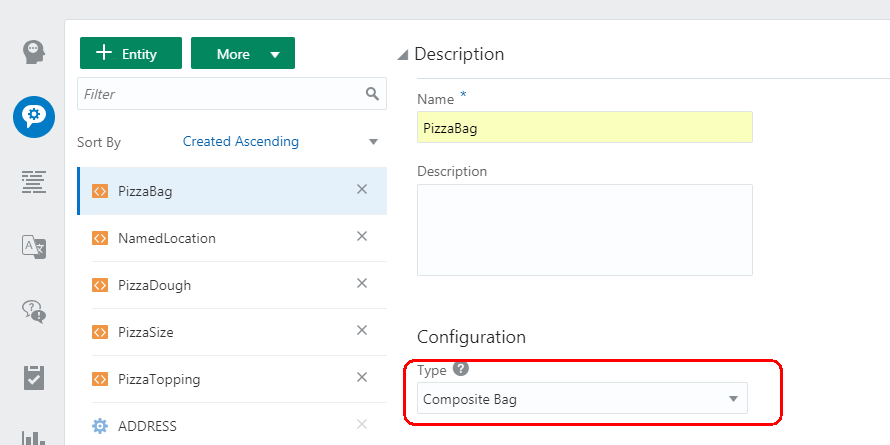 + Entity
More
Filter
Sort By
Created Ascending
PizzaBag
NamedLocation
PizzaDough
PizzaSize
PizzaTopping
ADDRESS
Description
Name *
PizzaBag
Description
Configuration
Type ?
Composite Bag